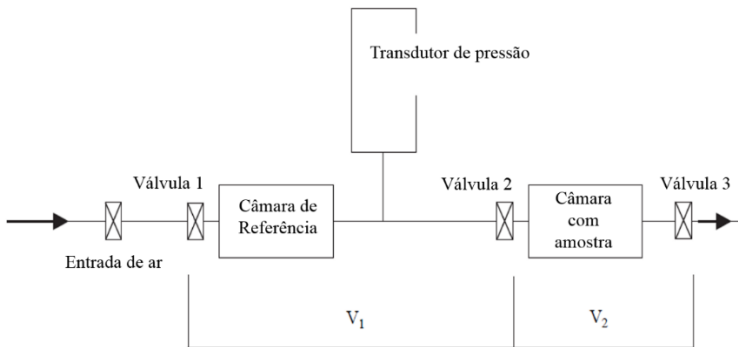 Transdutor de pressão
Válvula 1
Câmara de
Referência
Válvula 2
Câmara
com
amostra
Válvula 3
Entrada de ar
V₁
V₂